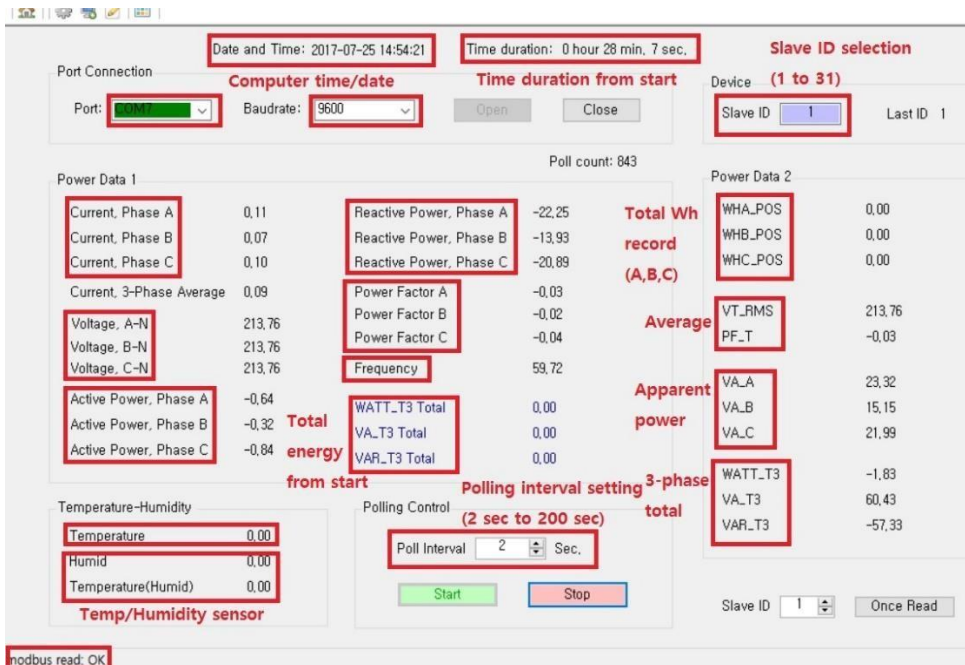 Date and Time: 2017-07-25 14:54:21
Time duration: 0 hour 28 min, 7 sec,
Slave ID selection
(1 to 31)
Port Connection
Computer time/date
Time duration from start
Device
Port: COM7
Baudrate: 9600
Open
Close
Slave ID 1
Last ID 1
Poll count: 843
Power Data 1
Power Data 2
Current, Phase A 0,11
Current, Phase B 0,07
Current, Phase C 0,10
Current, 3-Phase Average 0,09
Voltage, A-N 213,76
Voltage, B-N 213,76
Voltage, C-N 213,76
Active Power, Phase A -0,64
Active Power, Phase B -0,32
Active Power, Phase C -0,84
Reactive Power, Phase A -22,25
Reactive Power, Phase B -13,93
Reactive Power, Phase C -20,89
Power Factor A -0,03
Power Factor B -0,02
Power Factor C -0,04
Frequency 59,72
Total
energy
from start
WATT_T3 Total 0,00
VA_T3 Total 0,00
VAR_T3 Total 0,00
Total Wh
record
(A,B,C)
WHA_POS 0,00
WHB_POS 0,00
WHC_POS 0,00
Average
VT_RMS 213,76
PF_T -0,03
Apparent
power
VA_A 23,32
VA_B 15,15
VA_C 21,99
3-phase
total
WATT_T3 -1,83
VA_T3 60,43
VAR_T3 -57,33
Temperature-Humidity
Temperature 0,00
Humid 0,00
Temperature(Humid) 0,00
Temp/Humidity sensor
Polling interval setting
(2 sec to 200 sec)
Polling Control
Poll Interval 2 Sec,
Start
Stop
Slave ID 1
Once Read
modbus read: OK